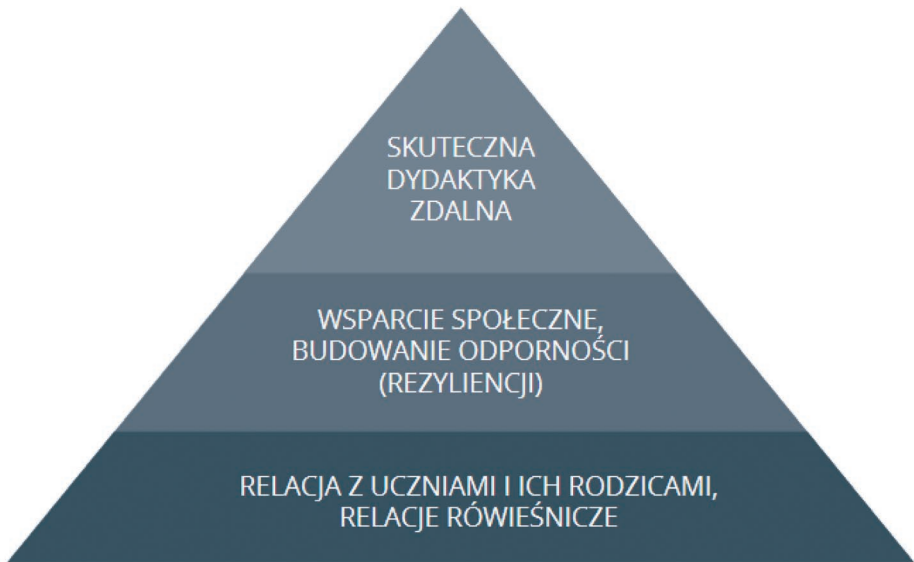 SKUTECZNA
DYDAKTYKA
ZDALNA
WSPARCIE SPOŁECZNE,
BUDOWANIE ODPORNOŚCI
(REZYLIENCJI)
RELACJA Z UCZNIAMI I ICH RODZICAMI,
RELACJE RÓWIEŚNICZE